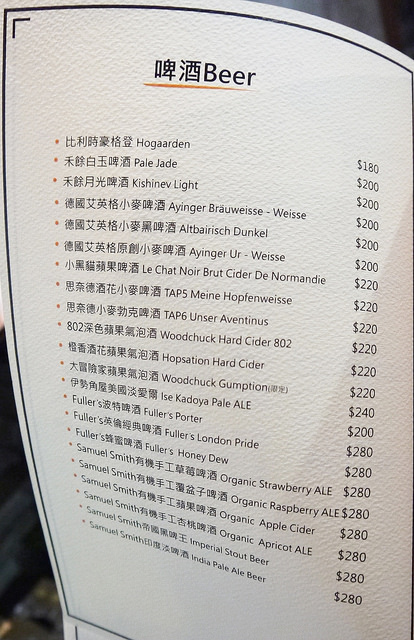 啤酒Beer
比利時豪格登 Hogaarden $180
禾餘白玉啤酒 Pale Jade $200
禾餘月光啤酒 Kishinev Light $200
德國艾英格小麥啤酒 Ayinger Bräuweisse - Weisse $200
德國艾英格小麥黑啤酒 Altbairisch Dunkel $200
德國艾英格原創小麥啤酒 Ayinger Ur - Weisse $200
小黑貓蘋果啤酒 Le Chat Noir Brut Cider De Normandie $220
思奈德酒花小麥啤酒 TAP5 Meine Hopfenweisse $220
思奈德小麥勃克啤酒 TAP6 Unser Aventinus $220
802深色蘋果氣泡酒 Woodchuck Hard Cider 802 $220
橙香酒花蘋果氣泡酒 Hopsation Hard Cider $220
大冒險家蘋果氣泡酒 Woodchuck Gumption(限定) $220
伊勢角屋美國淡愛爾 Ise Kadoya Pale ALE $240
Fuller's波特啤酒 Fuller's Porter $200
Fuller's英倫經典啤酒 Fuller's London Pride $280
Fuller's蜂蜜啤酒 Fuller's Honey Dew $280
Samuel Smith有機手工草莓啤酒 Organic Strawberry ALE $280
Samuel Smith有機手工覆盆子啤酒 Organic Raspberry ALE $280
Samuel Smith有機手工蘋果啤酒 Organic Apple Cider $280
Samuel Smith有機手工杏桃啤酒 Organic Apricot ALE $280
Samuel Smith帝國黑啤王 Imperial Stout Beer $280
Samuel Smith印度淡啤酒 India Pale Ale Beer $280